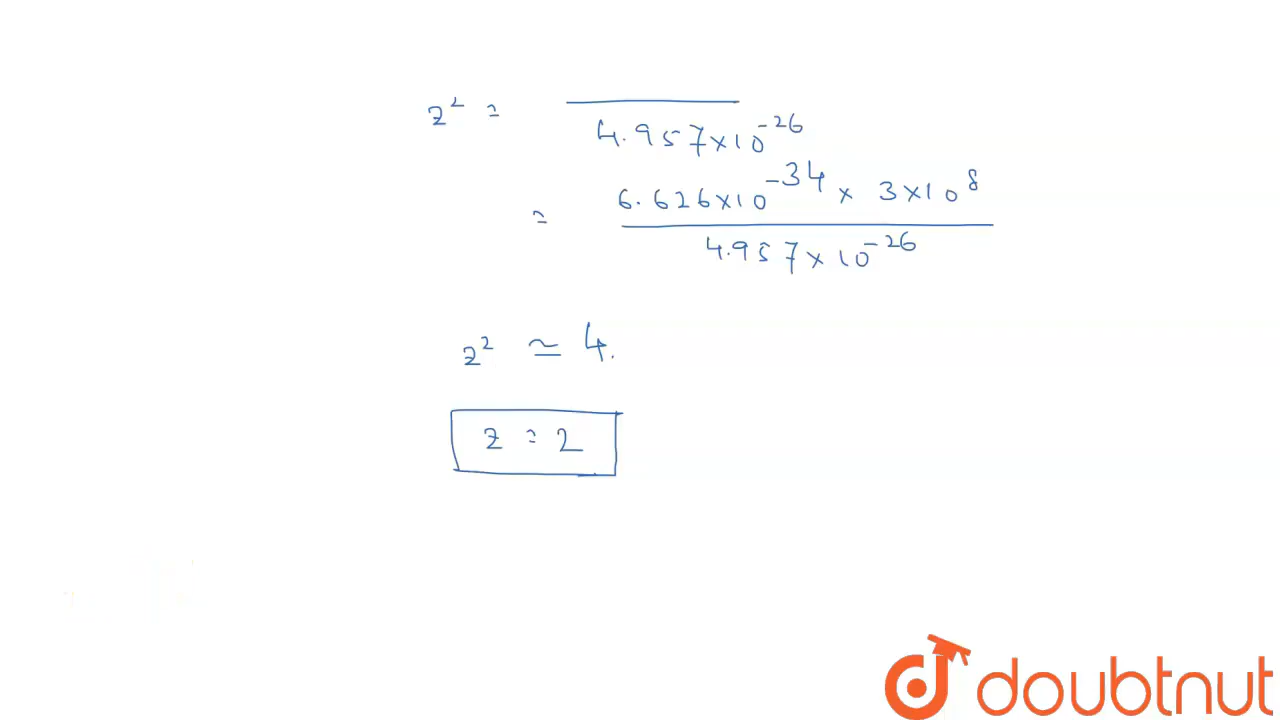 z² =
4.957×10⁻²⁶
= 6.626×10⁻³⁴ × 3×10⁸
4.957×10⁻²⁶
z² ≃ 4.
z = 2
doubtnut